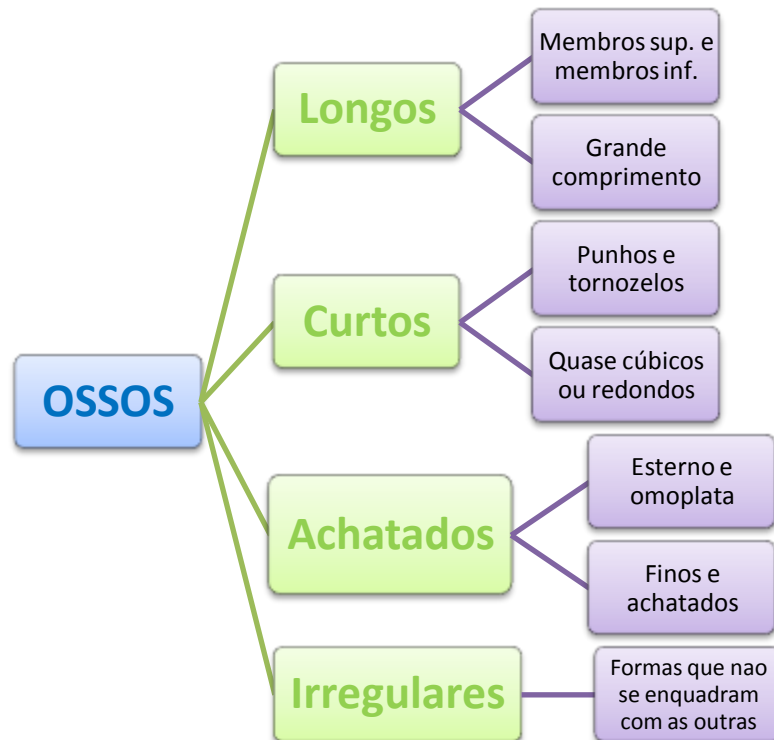 OSSOS
Longos
Membros sup. e
membros inf.
Grande
comprimento
Curtos
Punhos e
tornozelos
Quase cúbicos
ou redondos
Achatados
Esterno e
omoplata
Finos e
achatados
Irregulares
Formas que nao
se enquadram
com as outras